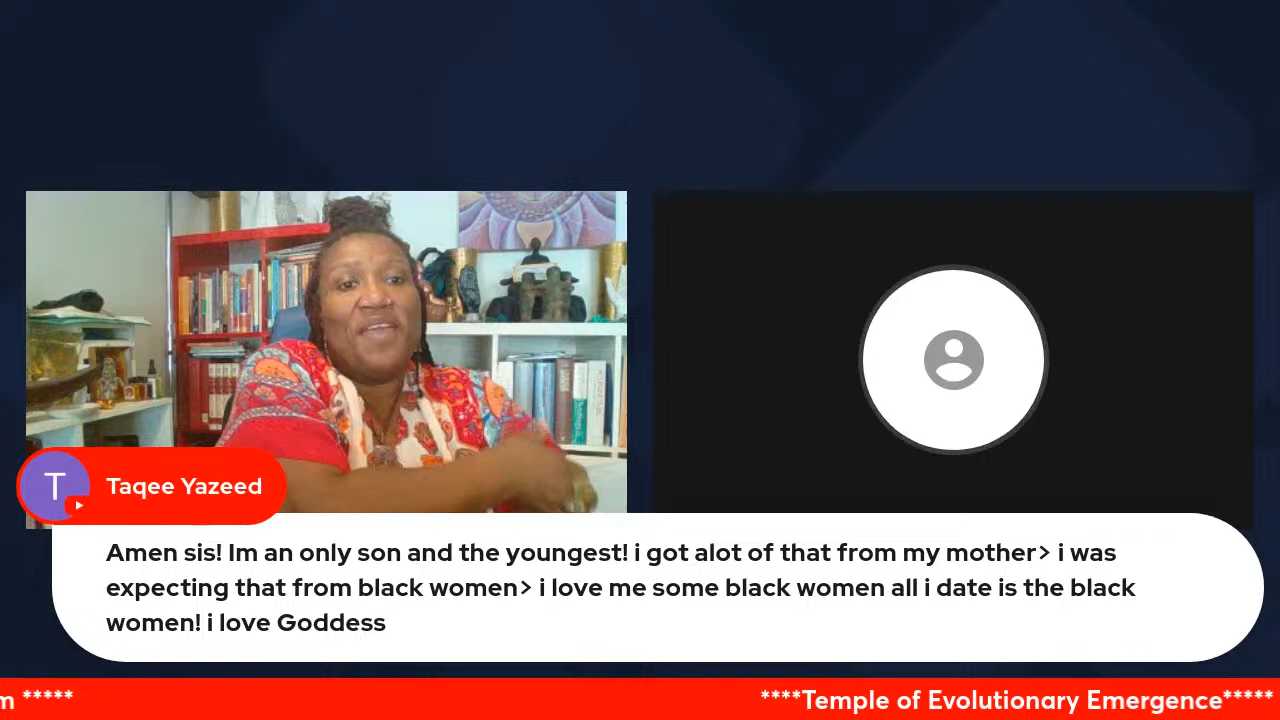 T
Taqee Yazeed
Amen sis! Im an only son and the youngest! i got alot of that from my mother> i was
expecting that from black women> i love me some black women all i date is the black
women! i love Goddess
m *****
****Temple of Evolutionary Emergence*****